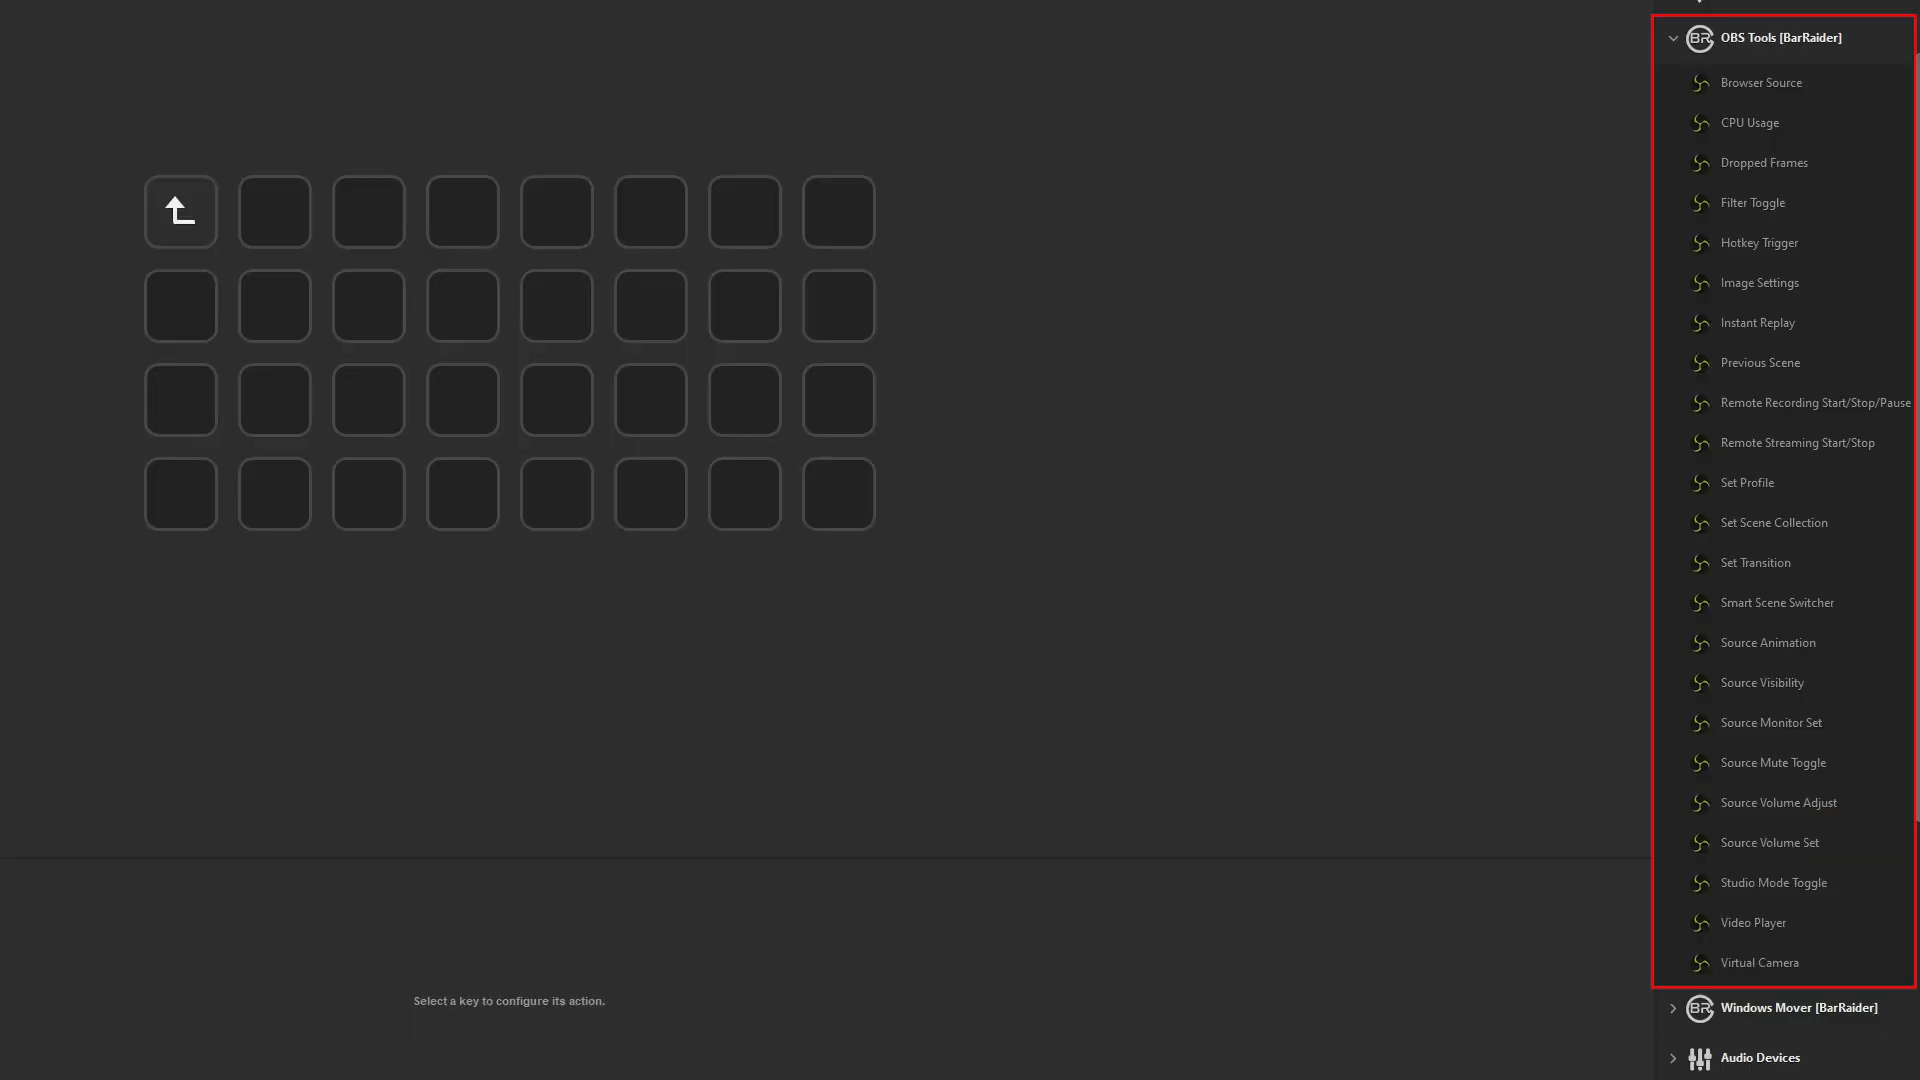 BR OBS Tools [BarRaider]
Browser Source
CPU Usage
Dropped Frames
Filter Toggle
Hotkey Trigger
Image Settings
Instant Replay
Previous Scene
Remote Recording Start/Stop/Pause
Remote Streaming Start/Stop
Set Profile
Set Scene Collection
Set Transition
Smart Scene Switcher
Source Animation
Source Visibility
Source Monitor Set
Source Mute Toggle
Source Volume Adjust
Source Volume Set
Studio Mode Toggle
Video Player
Virtual Camera
Select a key to configure its action.
BR Windows Mover [BarRaider]
Audio Devices